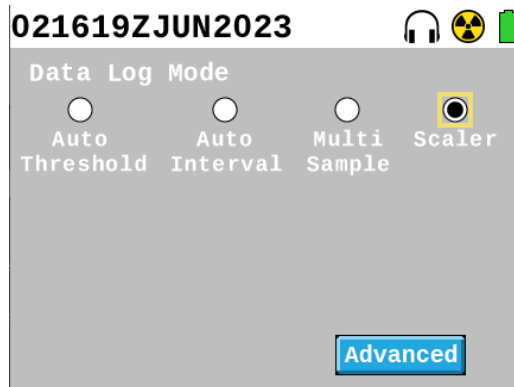 021619ZJUN2023
Data Log Mode
Auto Threshold
Auto Interval
Multi Sample
Scaler
Advanced